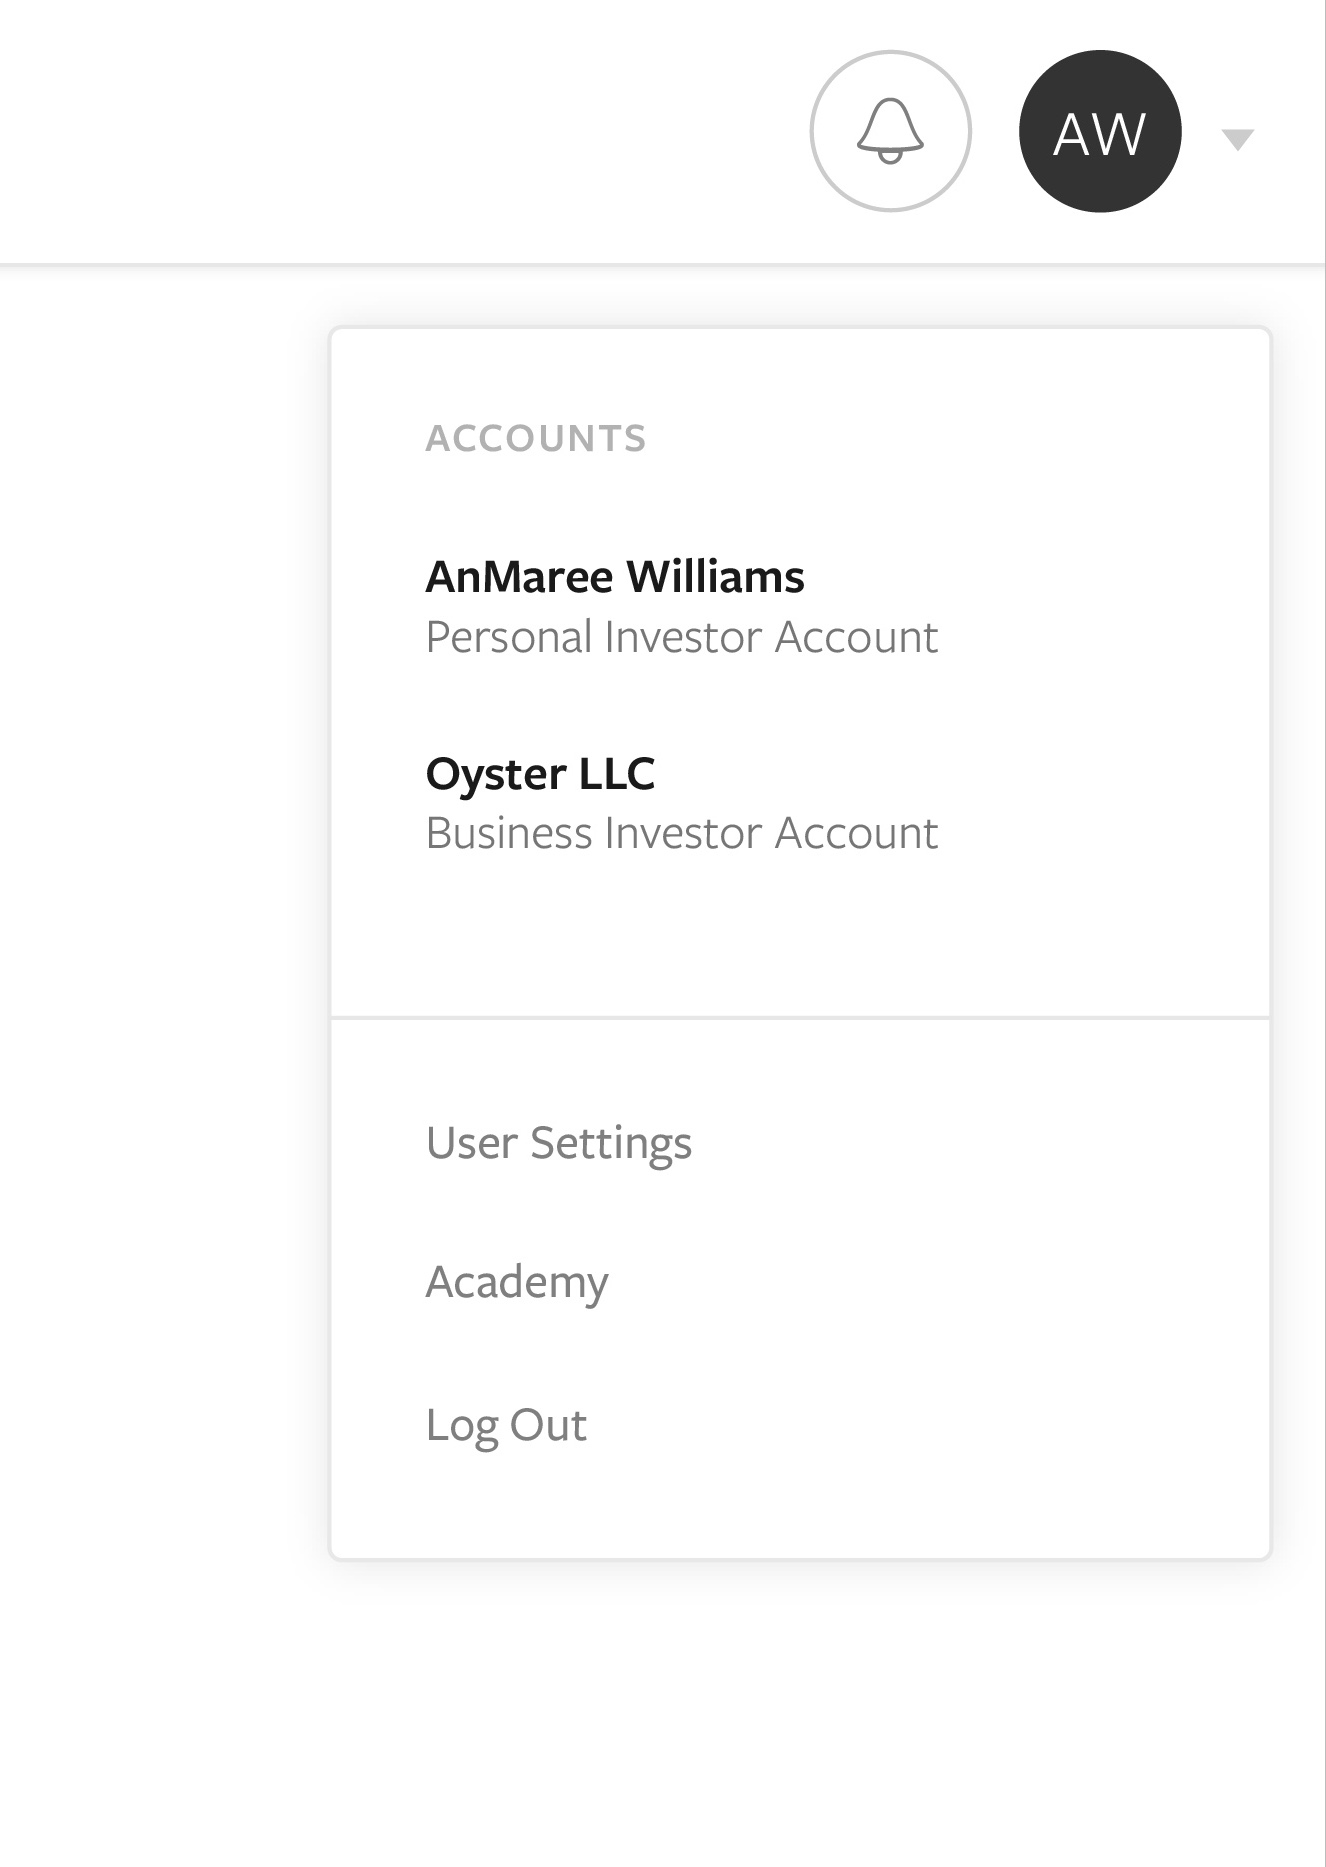 AW
ACCOUNTS
AnMaree Williams
Personal Investor Account
Oyster LLC
Business Investor Account
User Settings
Academy
Log Out